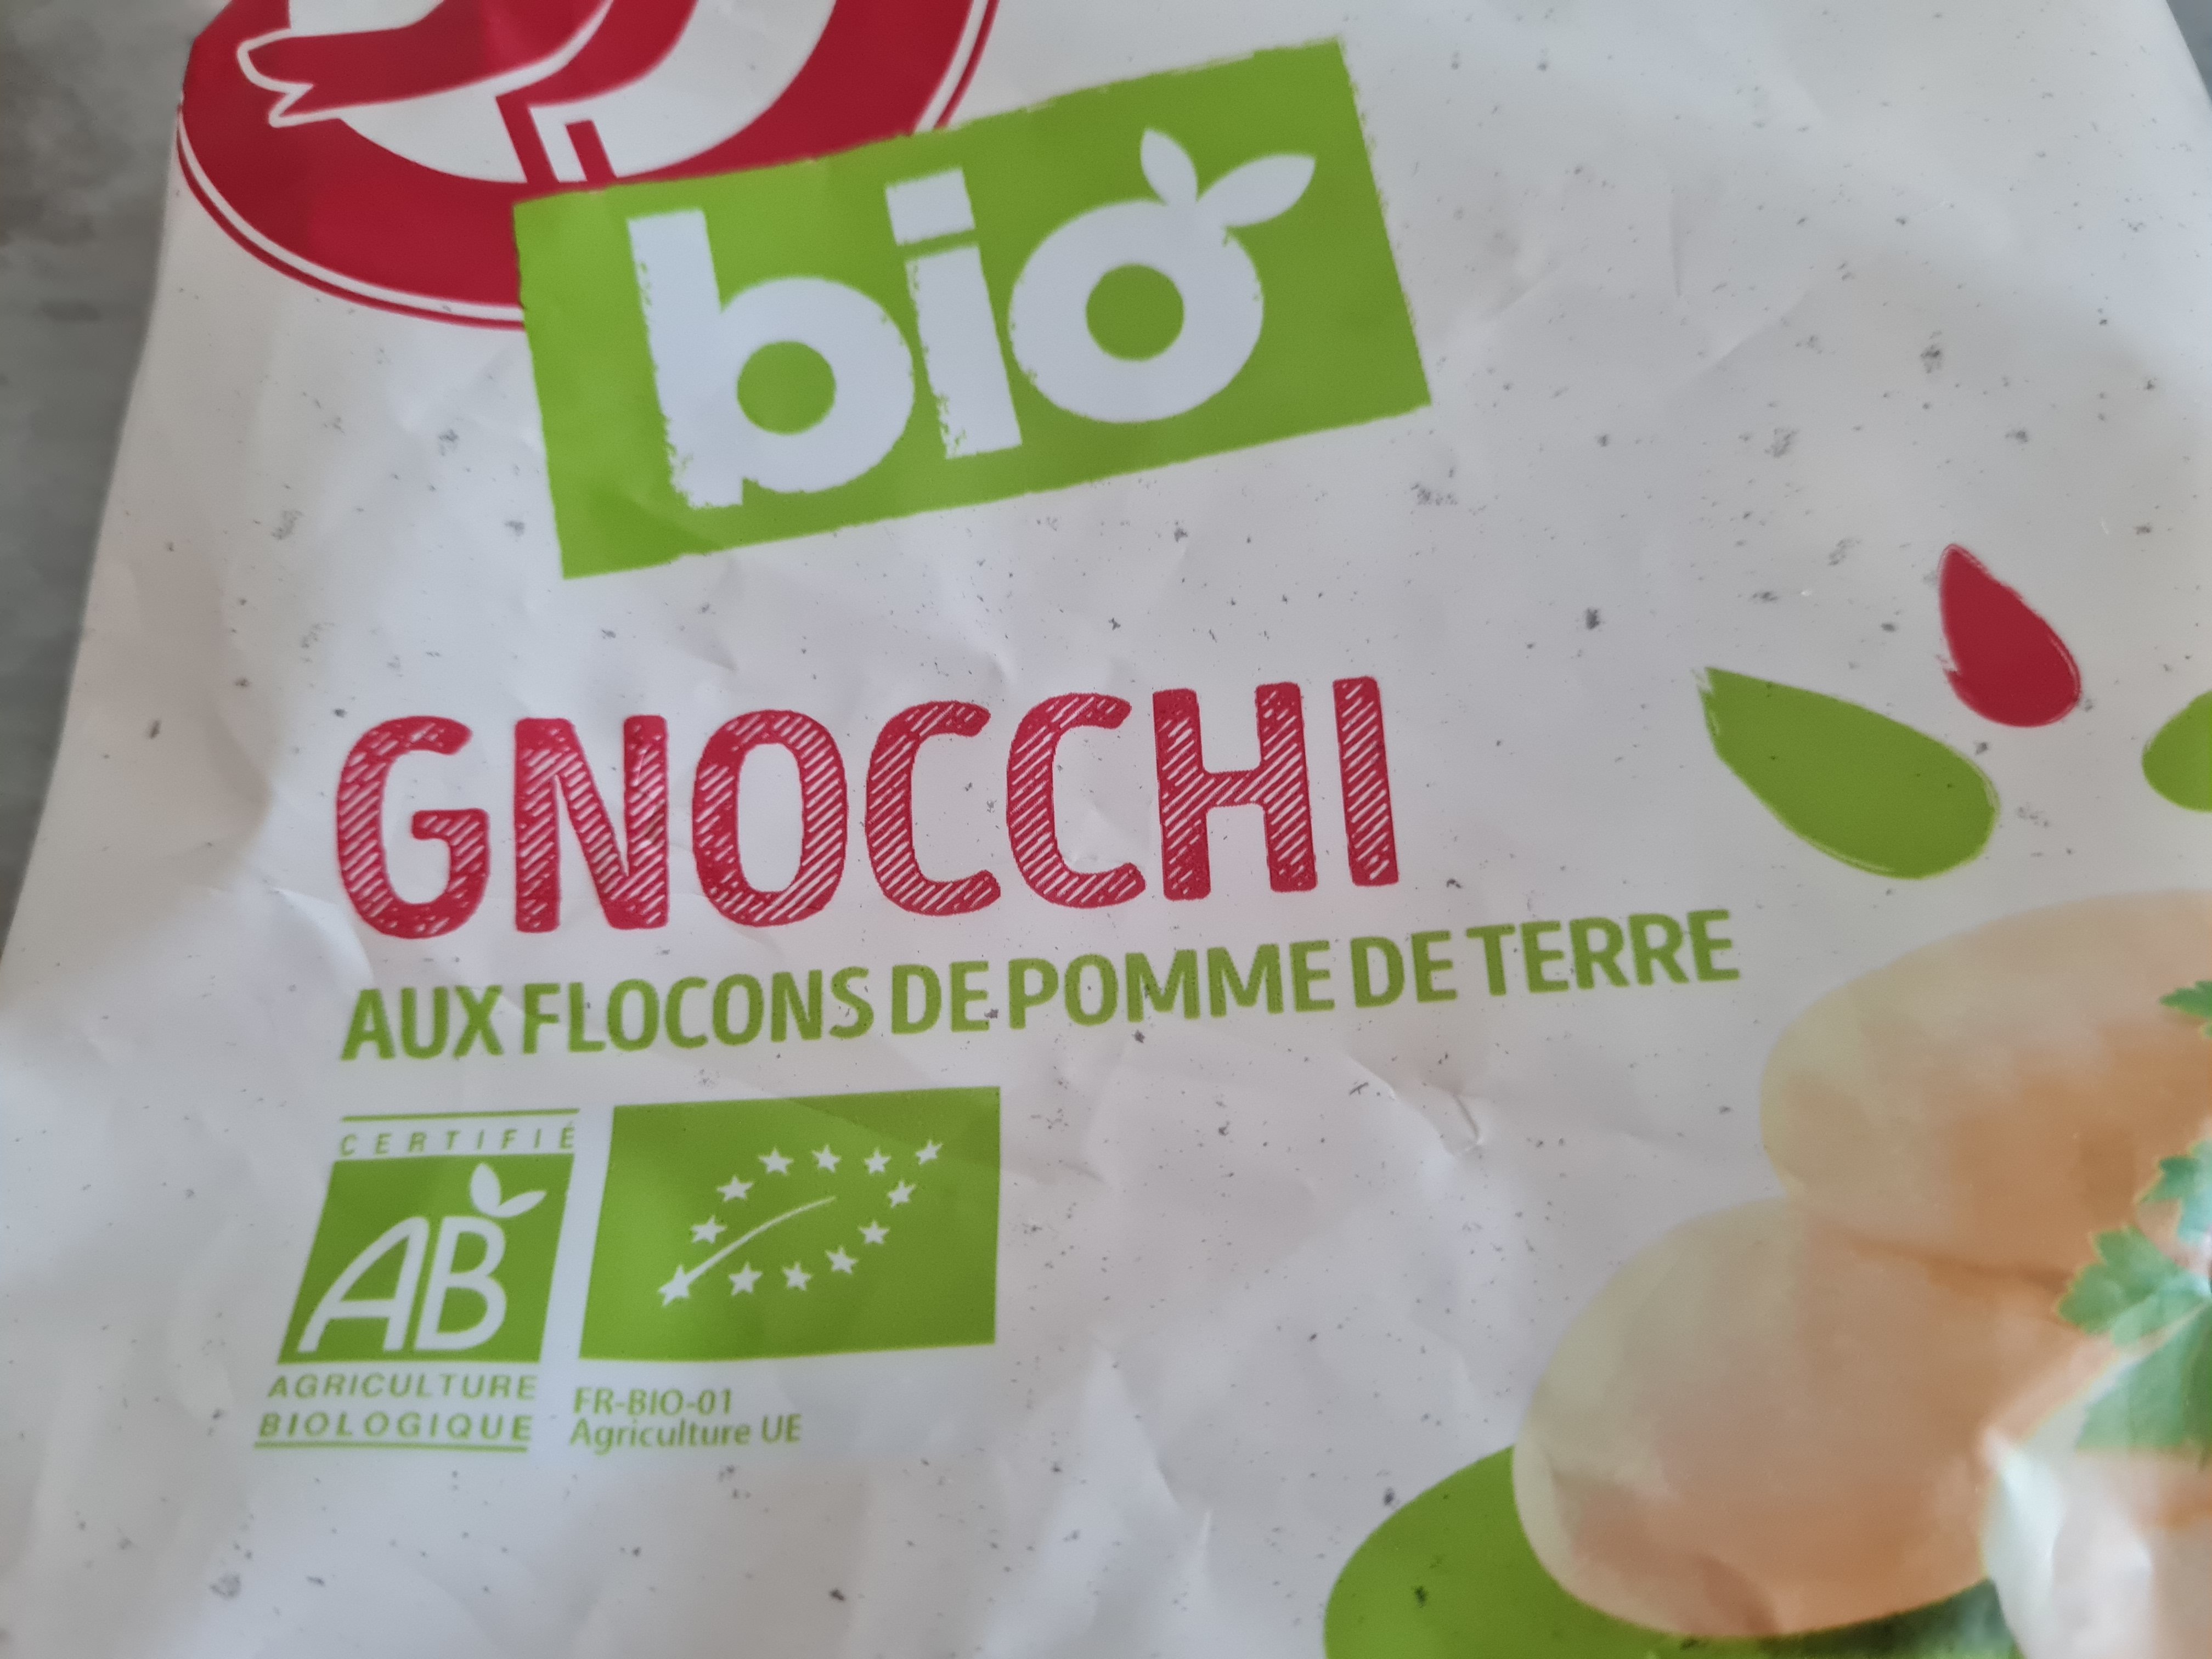 bio
GNOCCHI
AUX FLOCONS DE POMME DE TERRE
CERTIFIÉ
AB
AGRICULTURE
BIOLOGIQUE
FR-BIO-01
Agriculture UE